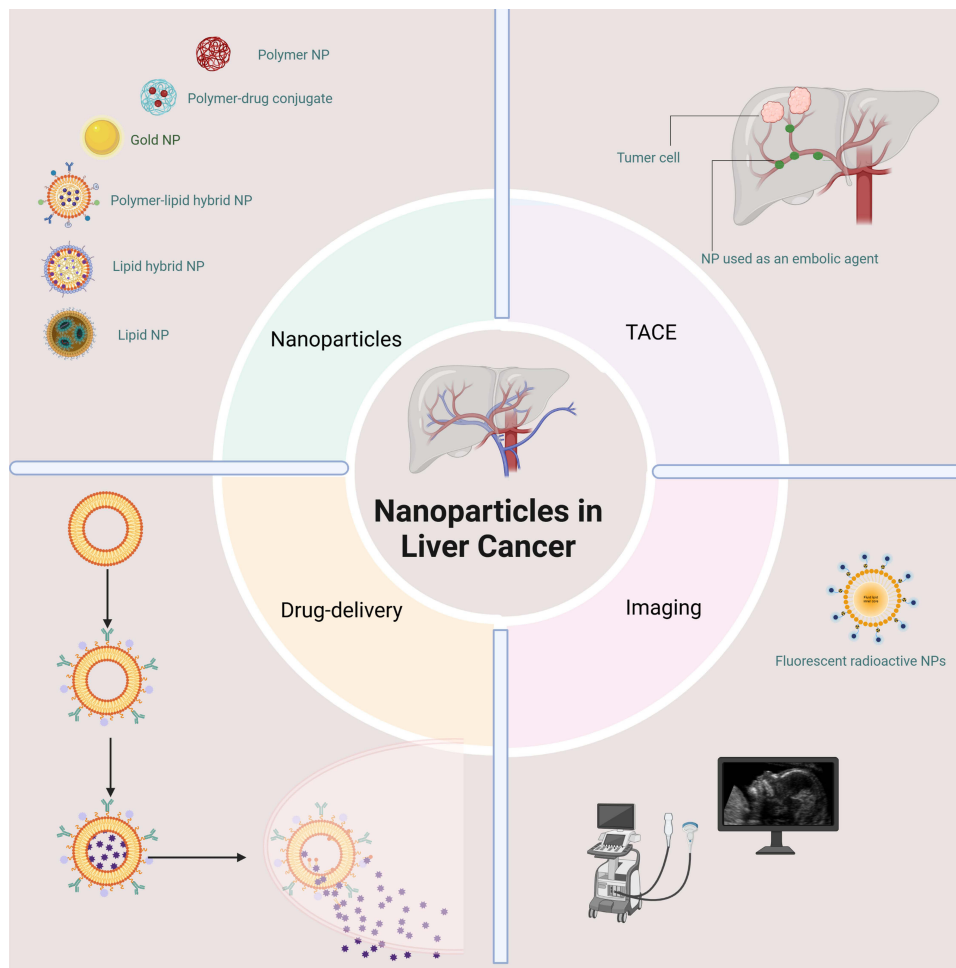 Polymer NP
Polymer-drug conjugate
Gold NP
Polymer-lipid hybrid NP
Lipid hybrid NP
Lipid NP
Tumer cell
NP used as an embolic agent
Nanoparticles
TACE
Nanoparticles in
Liver Cancer
Drug-delivery
Imaging
Fluorescent radioactive NPs